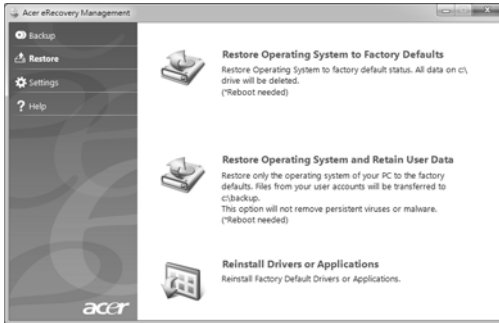 Acer eRecovery Management
Backup
Restore
Settings
Help
Restore Operating System to Factory Defaults
Restore Operating System to factory default status. All data on c:\
drive will be deleted.
(*Reboot needed)
Restore Operating System and Retain User Data
Restore only the operating system of your PC to the factory
defaults. Files from your user accounts will be transferred to
c:\backup.
This option will not remove persistent viruses or malware.
(*Reboot needed)
Reinstall Drivers or Applications
Reinstall Factory Default Drivers or Applications.
acer